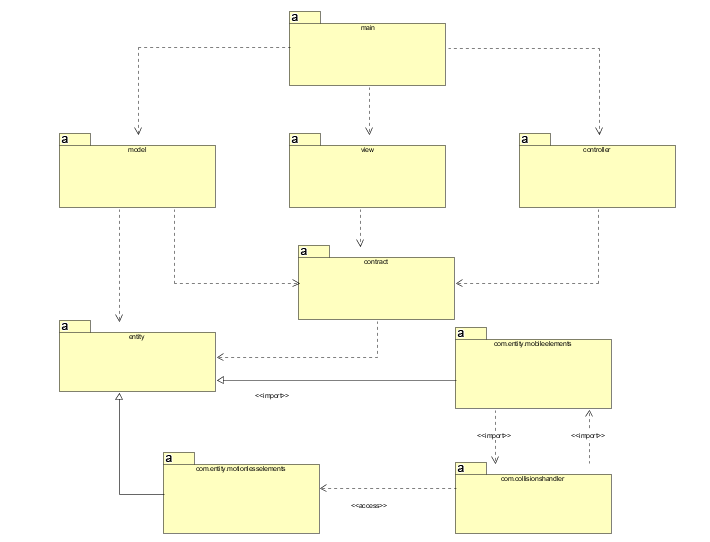 a
main
a
model
a
view
a
controller
a
contract
a
entity
a
com.entity.mobileelements
<<import>>
<<import>>
<<import>>
a
com.entity.motionlesselements
a
com.collisionshandler
<<access>>